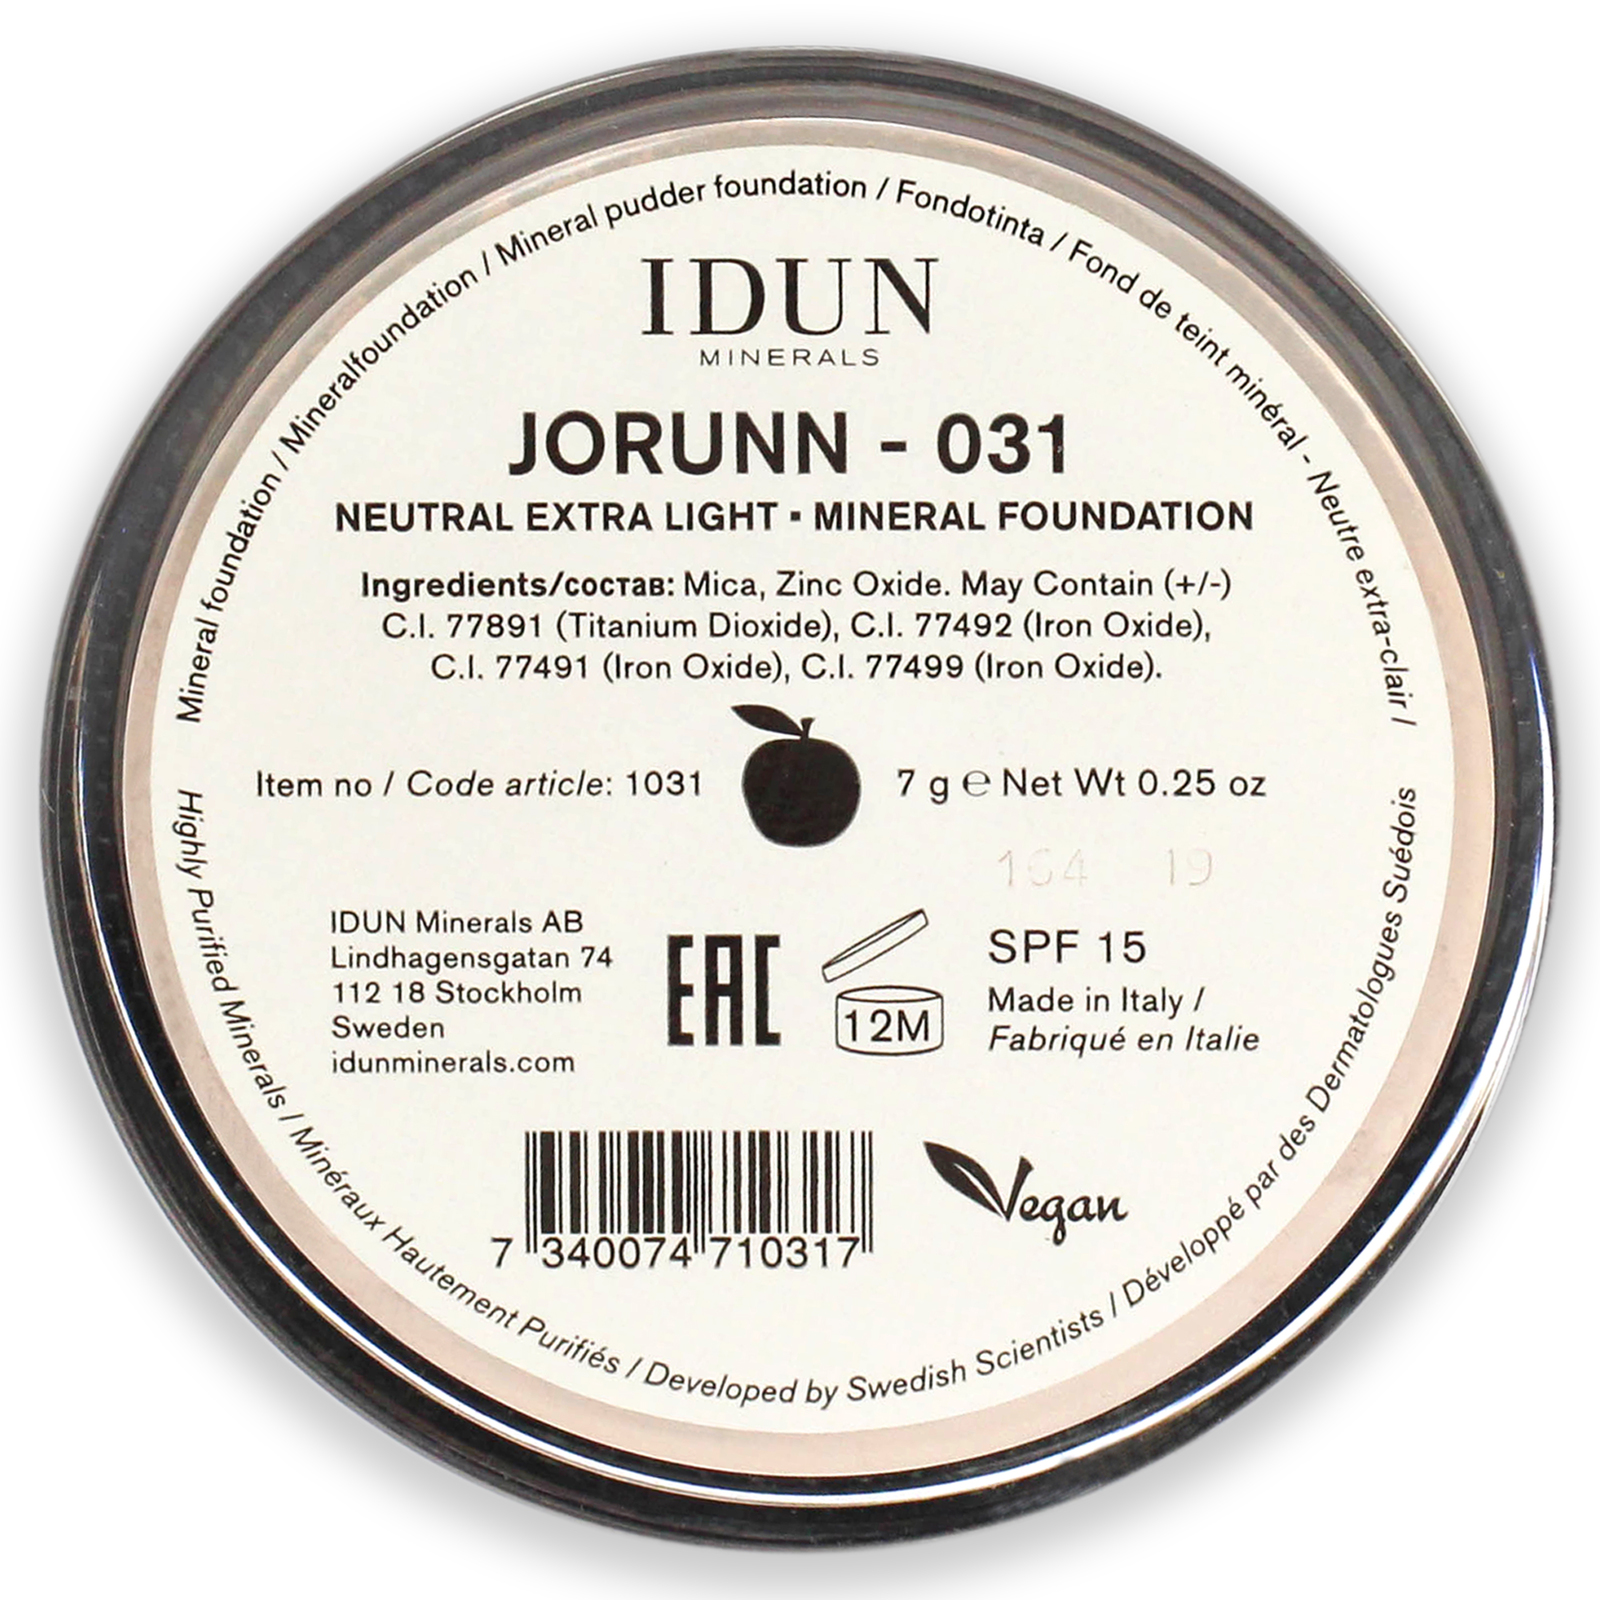 Mineral foundation / Mineralfoundation / Mineral pudder foundation / Fondotinta / Fond de teint minéral - Neutre extra-clair /
IDUN
MINERALS
JORUNN - 031
NEUTRAL EXTRA LIGHT ▪ MINERAL FOUNDATION
Ingredients/состав: Mica, Zinc Oxide. May Contain (+/-)
C.I. 77891 (Titanium Dioxide), C.I. 77492 (Iron Oxide),
C.I. 77491 (Iron Oxide), C.I. 77499 (Iron Oxide).
Item no / Code article: 1031
7 g ℮ Net Wt 0.25 oz
19
IDUN Minerals AB
Lindhagensgatan 74
112 18 Stockholm
Sweden
idunminerals.com
EAC
12M
SPF 15
Made in Italy /
Fabriqué en Italie
7 340074 710317
Vegan
Highly Purified Minerals / Minéraux Hautement Purifiés / Developed by Swedish Scientists / Développé par des Dermatologues Suédois